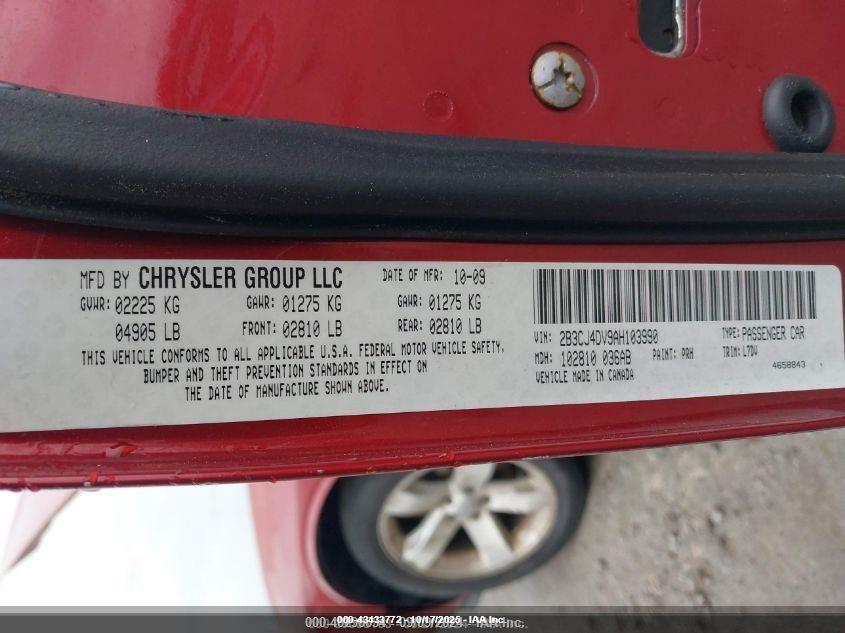 MFD BY CHRYSLER GROUP LLC DATE OF MFR: 10-09
GVWR: 02225 KG GAWR: 01275 KG GAWR: 01275 KG
04905 LB FRONT: 02810 LB REAR: 02810 LB
THIS VEHICLE CONFORMS TO ALL APPLICABLE U.S.A. FEDERAL MOTOR VEHICLE SAFETY,
BUMPER AND THEFT PREVENTION STANDARDS IN EFFECT ON
THE DATE OF MANUFACTURE SHOWN ABOVE.
VIN: 2B3CJ4DV9AH103990 TYPE: PASSENGER CAR
MDH: 102810 036AB PAINT: PRH TRIM: L7DV
VEHICLE MADE IN CANADA 4658843
000-43433772 - 10/17/2025 - IAA Inc.